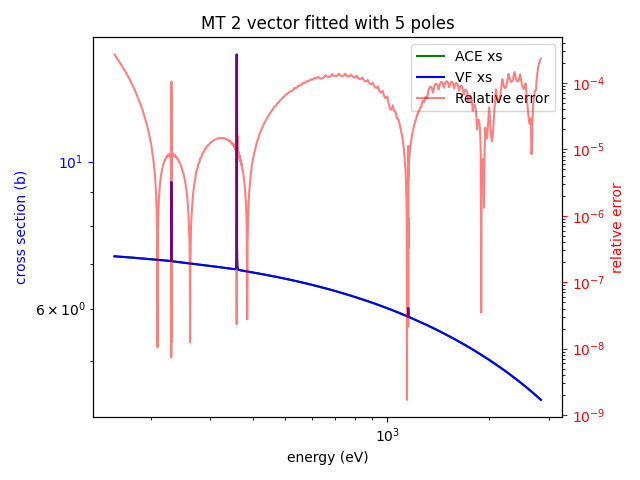 MT 2 vector fitted with 5 poles
ACE xs
VF xs
Relative error
cross section (b)
10¹
6 × 10⁰
10⁻⁴
10⁻⁵
10⁻⁶
10⁻⁷
10⁻⁸
10⁻⁹
relative error
10³
energy (eV)